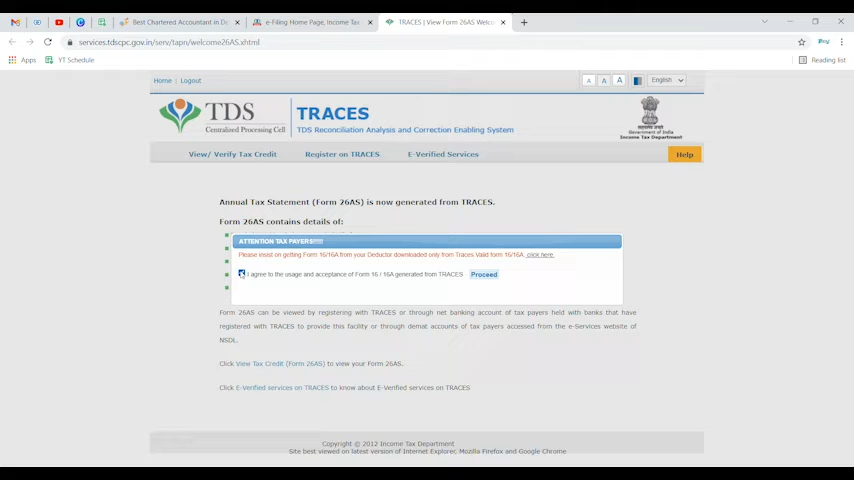 Best Chartered Accountant in De
e-Filing Home Page, Income Tax
TRACES | View Form 26AS Welco
services.tdscpc.gov.in/serv/tapn/welcome26AS.xhtml
Apps
YT Schedule
Reading list
Home | Logout
A A A
English
TDS
Centralized Processing Cell
TRACES
TDS Reconciliation Analysis and Correction Enabling System
Government of India
Income Tax Department
View/ Verify Tax Credit
Register on TRACES
E-Verified Services
Help
Annual Tax Statement (Form 26AS) is now generated from TRACES.
Form 26AS contains details of:
ATTENTION TAX PAYERS!!!!!
Please insist on getting Form 16/16A from your Deductor downloaded only from Traces.Valid form 16/16A, click here.
I agree to the usage and acceptance of Form 16 / 16A generated from TRACES
Proceed
Form 26AS can be viewed by registering with TRACES or through net banking account of tax payers held with banks that have
registered with TRACES to provide this facility or through demat accounts of tax payers accessed from the e-Services website of
NSDL.
Click View Tax Credit (Form 26AS) to view your Form 26AS.
Click E-Verified services on TRACES to know about E-Verified services on TRACES
Copyright © 2012 Income Tax Department
Site best viewed on latest version of Internet Explorer, Mozilla Firefox and Google Chrome